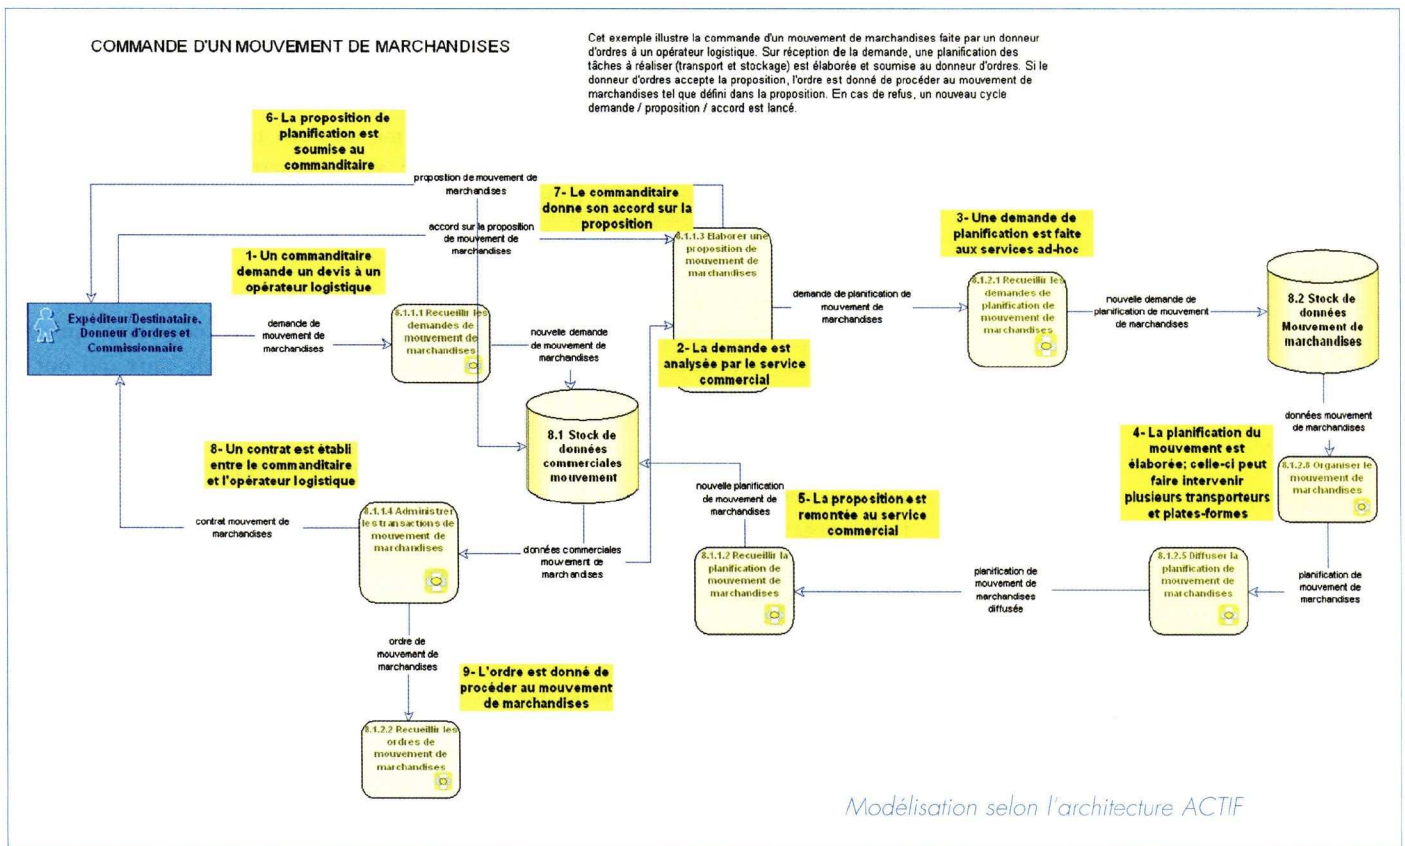 COMMANDE D'UN MOUVEMENT DE MARCHANDISES
Cet exemple illustre la commande d'un mouvement de marchandises faite par un donneur
d'ordres à un opérateur logistique. Sur réception de la demande, une planification des
tâches à réaliser (transport et stockage) est élaborée et soumise au donneur d'ordres. Si le
donneur d'ordres accepte la proposition, l'ordre est donné de procéder au mouvement de
marchandises tel que défini dans la proposition. En cas de refus, un nouveau cycle
demande / proposition / accord est lancé.
6- La proposition de
planification est
soumise au
commanditaire
propostion de mouvement de
marchandises
7- Le commanditaire
donne son accord sur la
proposition
accord sur la proposition
de mouvement de
marchandises
1- Un commanditaire
demande un devis à un
opérateur logistique
8.1.1.3 Elaborer une
proposition de
mouvement de
marchandises
3- Une demande de
planification est faite
aux services ad-hoc
Expéditeur/Destinataire,
Donneur d'ordres et
Commissionnaire
demande de
mouvement de
marchandises
8.1.1.1 Recueillir les
demandes de
mouvement de
marchandises
nouvelle demande
de mouvement de
marchandises
2- La demande est
analysée par le service
commercial
demande de planification de
mouvement de
marchandises
8.1.2.1 Recueillir les
demandes de
planification de
mouvement de
marchandises
nouvelle demande de
planification de mouvement
de marchandises
8.2 Stock de
données
Mouvement de
marchandises
8.1 Stock de
données
commerciales
mouvement
données mouvement
de marchandises
4- La planification du
mouvement est
élaborée; celle-ci peut
faire intervenir
plusieurs transporteurs
et plates-formes
8.1.2.8 Organiser le
mouvement de
marchandises
8- Un contrat est établi
entre le commanditaire
et l'opérateur logistique
nouvelle planification
de mouvement de
marchandises
5- La proposition est
remontée au service
commercial
contrat mouvement de
marchandises
8.1.1.4 Administrer
les transactions de
mouvement de
marchandises
données commerciales
mouvement de
marchandises
8.1.1.2 Recueillir la
planification de
mouvement de
marchandises
planification de
mouvement de
marchandises
diffusée
8.1.2.5 Diffuser la
planification de
mouvement de
marchandises
planification de
mouvement de
marchandises
ordre de
mouvement de
marchandises
9- L'ordre est donné de
procéder au mouvement
de marchandises
8.1.2.2 Recueillir les
ordres de
mouvement de
marchandises
Modélisation selon l'architecture ACTIF